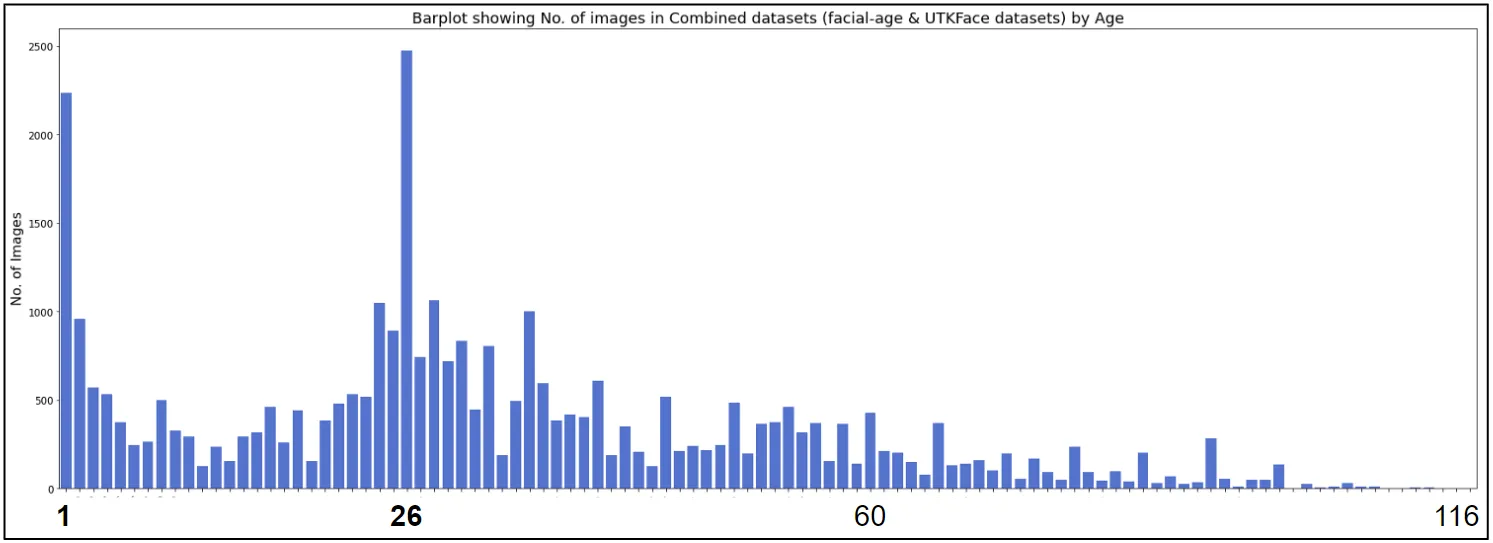 Barplot showing No. of images in Combined datasets (facial-age & UTKFace datasets) by Age
No. of Images
2500
2000
1500
1000
500
0
1 26 60 116